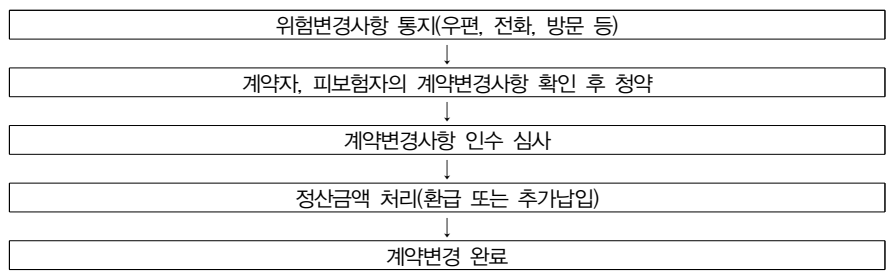 위험변경사항 통지(우편, 전화, 방문 등)
↓
계약자, 피보험자의 계약변경사항 확인 후 청약
↓
계약변경사항 인수 심사
↓
정산금액 처리(환급 또는 추가납입)
↓
계약변경 완료